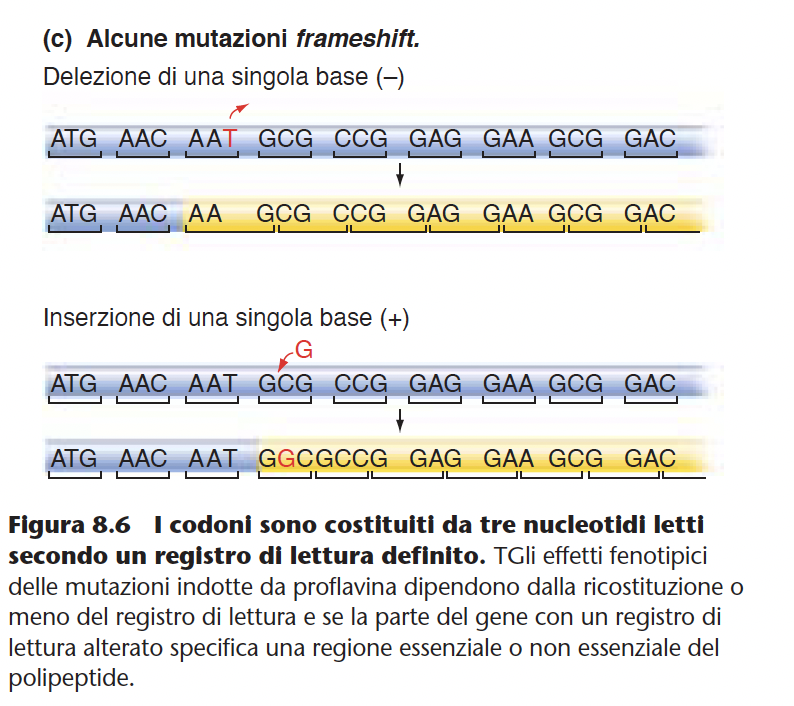 (c) Alcune mutazioni frameshift.
Delezione di una singola base (–)
ATG AAC AAT GCG CCG GAG GAA GCG GAC
ATG AAC AA GCG CCG GAG GAA GCG GAC
Inserzione di una singola base (+)
G
ATG AAC AAT GCG CCG GAG GAA GCG GAC
ATG AAC AAT GGCGCCG GAG GAA GCG GAC
Figura 8.6 I codoni sono costituiti da tre nucleotidi letti
secondo un registro di lettura definito. TGli effetti fenotipici
delle mutazioni indotte da proflavina dipendono dalla ricostituzione o
meno del registro di lettura e se la parte del gene con un registro di
lettura alterato specifica una regione essenziale o non essenziale del
polipeptide.